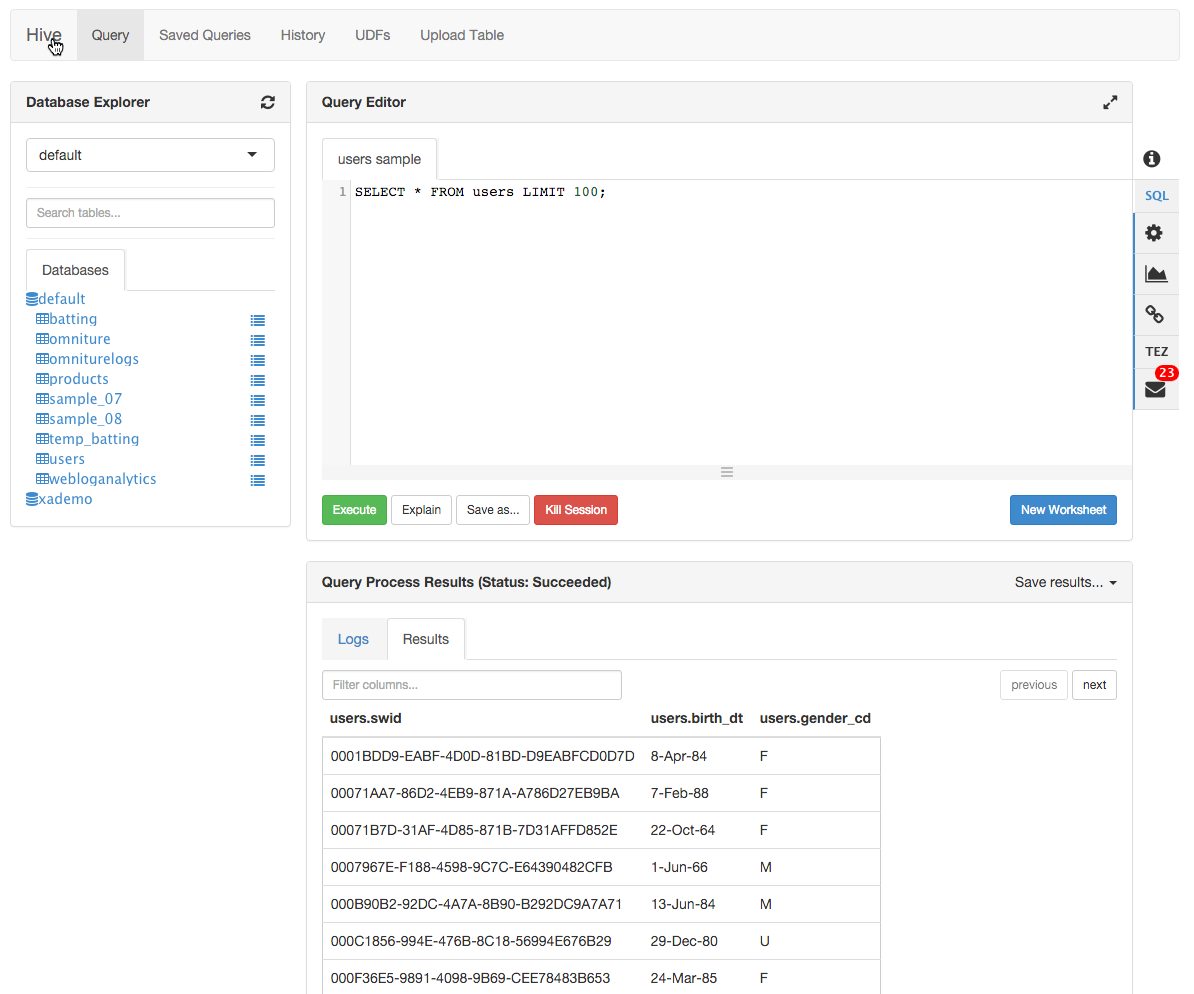 Hive Query Saved Queries History UDFs Upload Table
Database Explorer
default
Search tables...
Databases
default
batting
omniture
omniturelogs
products
sample_07
sample_08
temp_batting
users
webloganalytics
xademo
Query Editor
users sample
1 SELECT * FROM users LIMIT 100;
Execute Explain Save as... Kill Session New Worksheet
SQL
TEZ
23
Query Process Results (Status: Succeeded) Save results...
Logs Results
Filter columns... previous next
users.swid users.birth_dt users.gender_cd
0001BDD9-EABF-4D0D-81BD-D9EABFCD0D7D 8-Apr-84 F
00071AA7-86D2-4EB9-871A-A786D27EB9BA 7-Feb-88 F
00071B7D-31AF-4D85-871B-7D31AFFD852E 22-Oct-64 F
0007967E-F188-4598-9C7C-E64390482CFB 1-Jun-66 M
000B90B2-92DC-4A7A-8B90-B292DC9A7A71 13-Jun-84 M
000C1856-994E-476B-8C18-56994E676B29 29-Dec-80 U
000F36E5-9891-4098-9B69-CEE78483B653 24-Mar-85 F